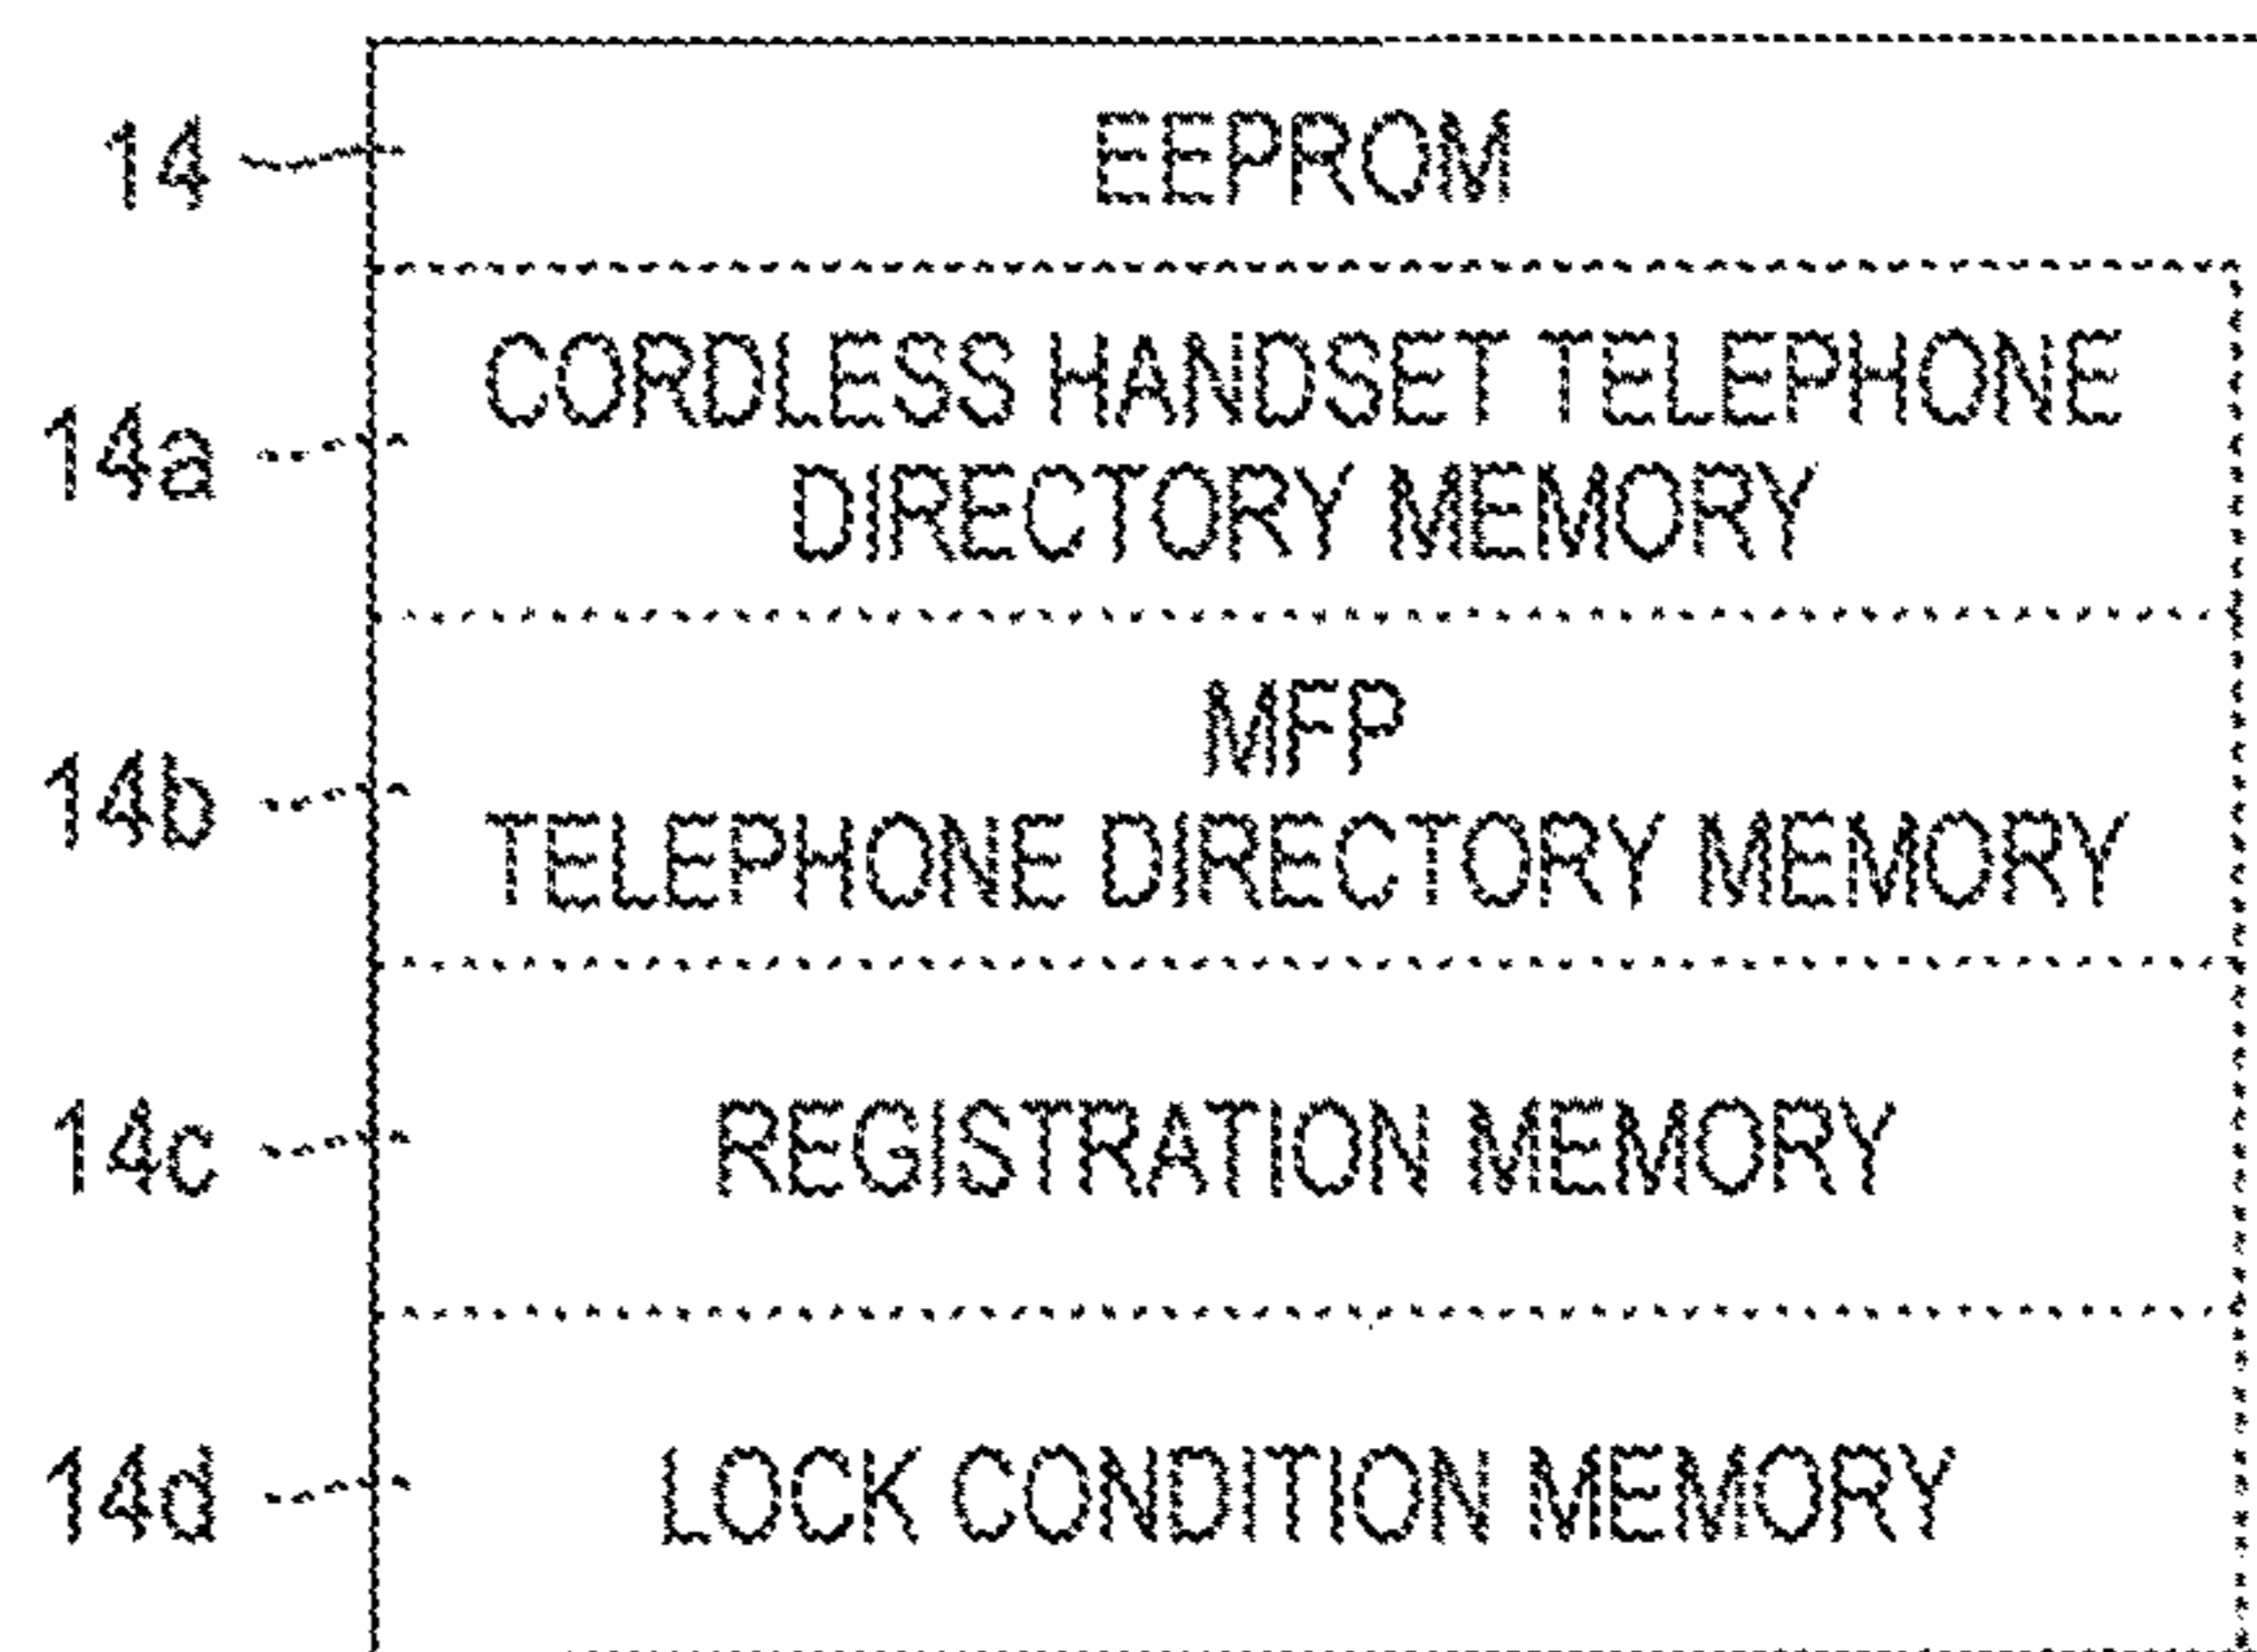 14 EEPROM
14a CORDLESS HANDSET TELEPHONE
DIRECTORY MEMORY
MFP
14b TELEPHONE DIRECTORY MEMORY
14c REGISTRATION MEMORY
14d LOCK CONDITION MEMORY